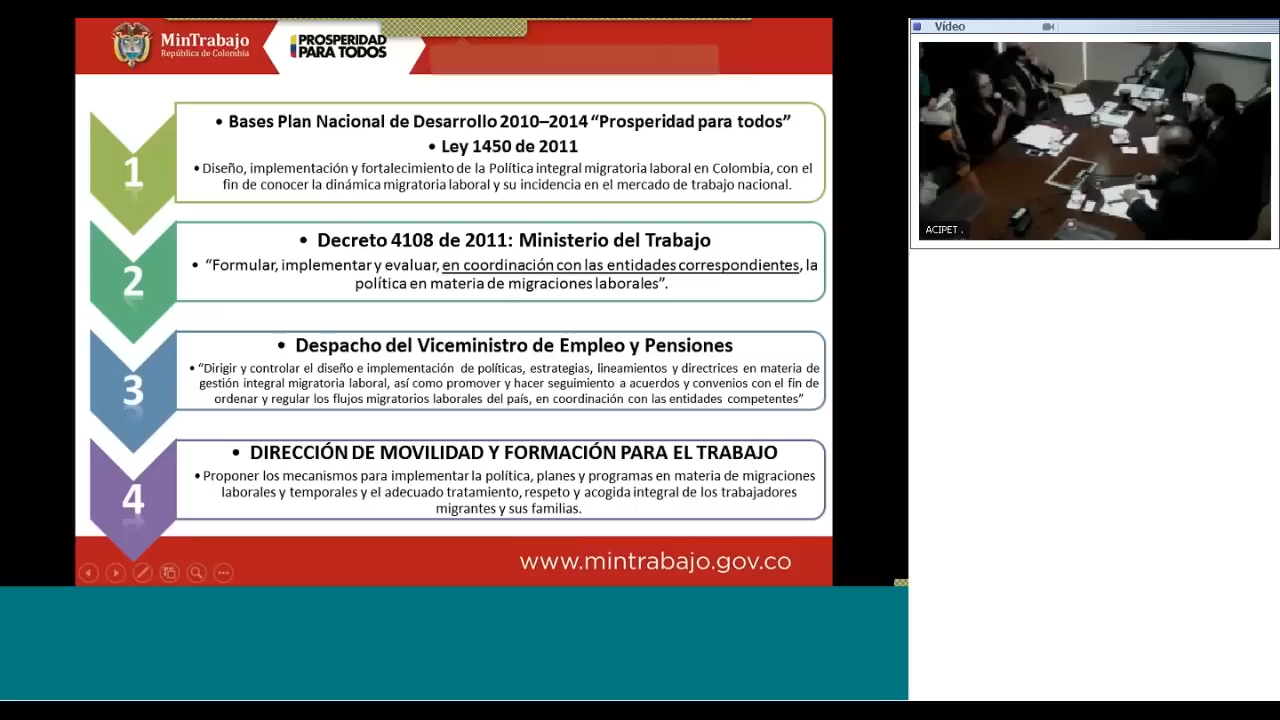 MinTrabajo
República de Colombia
PROSPERIDAD
PARA TODOS
Vídeo
ACIPET .
1
• Bases Plan Nacional de Desarrollo 2010–2014 “Prosperidad para todos”
• Ley 1450 de 2011
• Diseño, implementación y fortalecimiento de la Política integral migratoria laboral en Colombia, con el
fin de conocer la dinámica migratoria laboral y su incidencia en el mercado de trabajo nacional.
2
• Decreto 4108 de 2011: Ministerio del Trabajo
• “Formular, implementar y evaluar, en coordinación con las entidades correspondientes, la
política en materia de migraciones laborales”.
3
• Despacho del Viceministro de Empleo y Pensiones
• “Dirigir y controlar el diseño e implementación de políticas, estrategias, lineamientos y directrices en materia de
gestión integral migratoria laboral, así como promover y hacer seguimiento a acuerdos y convenios con el fin de
ordenar y regular los flujos migratorios laborales del país, en coordinación con las entidades competentes”
4
• DIRECCIÓN DE MOVILIDAD Y FORMACIÓN PARA EL TRABAJO
• Proponer los mecanismos para implementar la política, planes y programas en materia de migraciones
laborales y temporales y el adecuado tratamiento, respeto y acogida integral de los trabajadores
migrantes y sus familias.
www.mintrabajo.gov.co